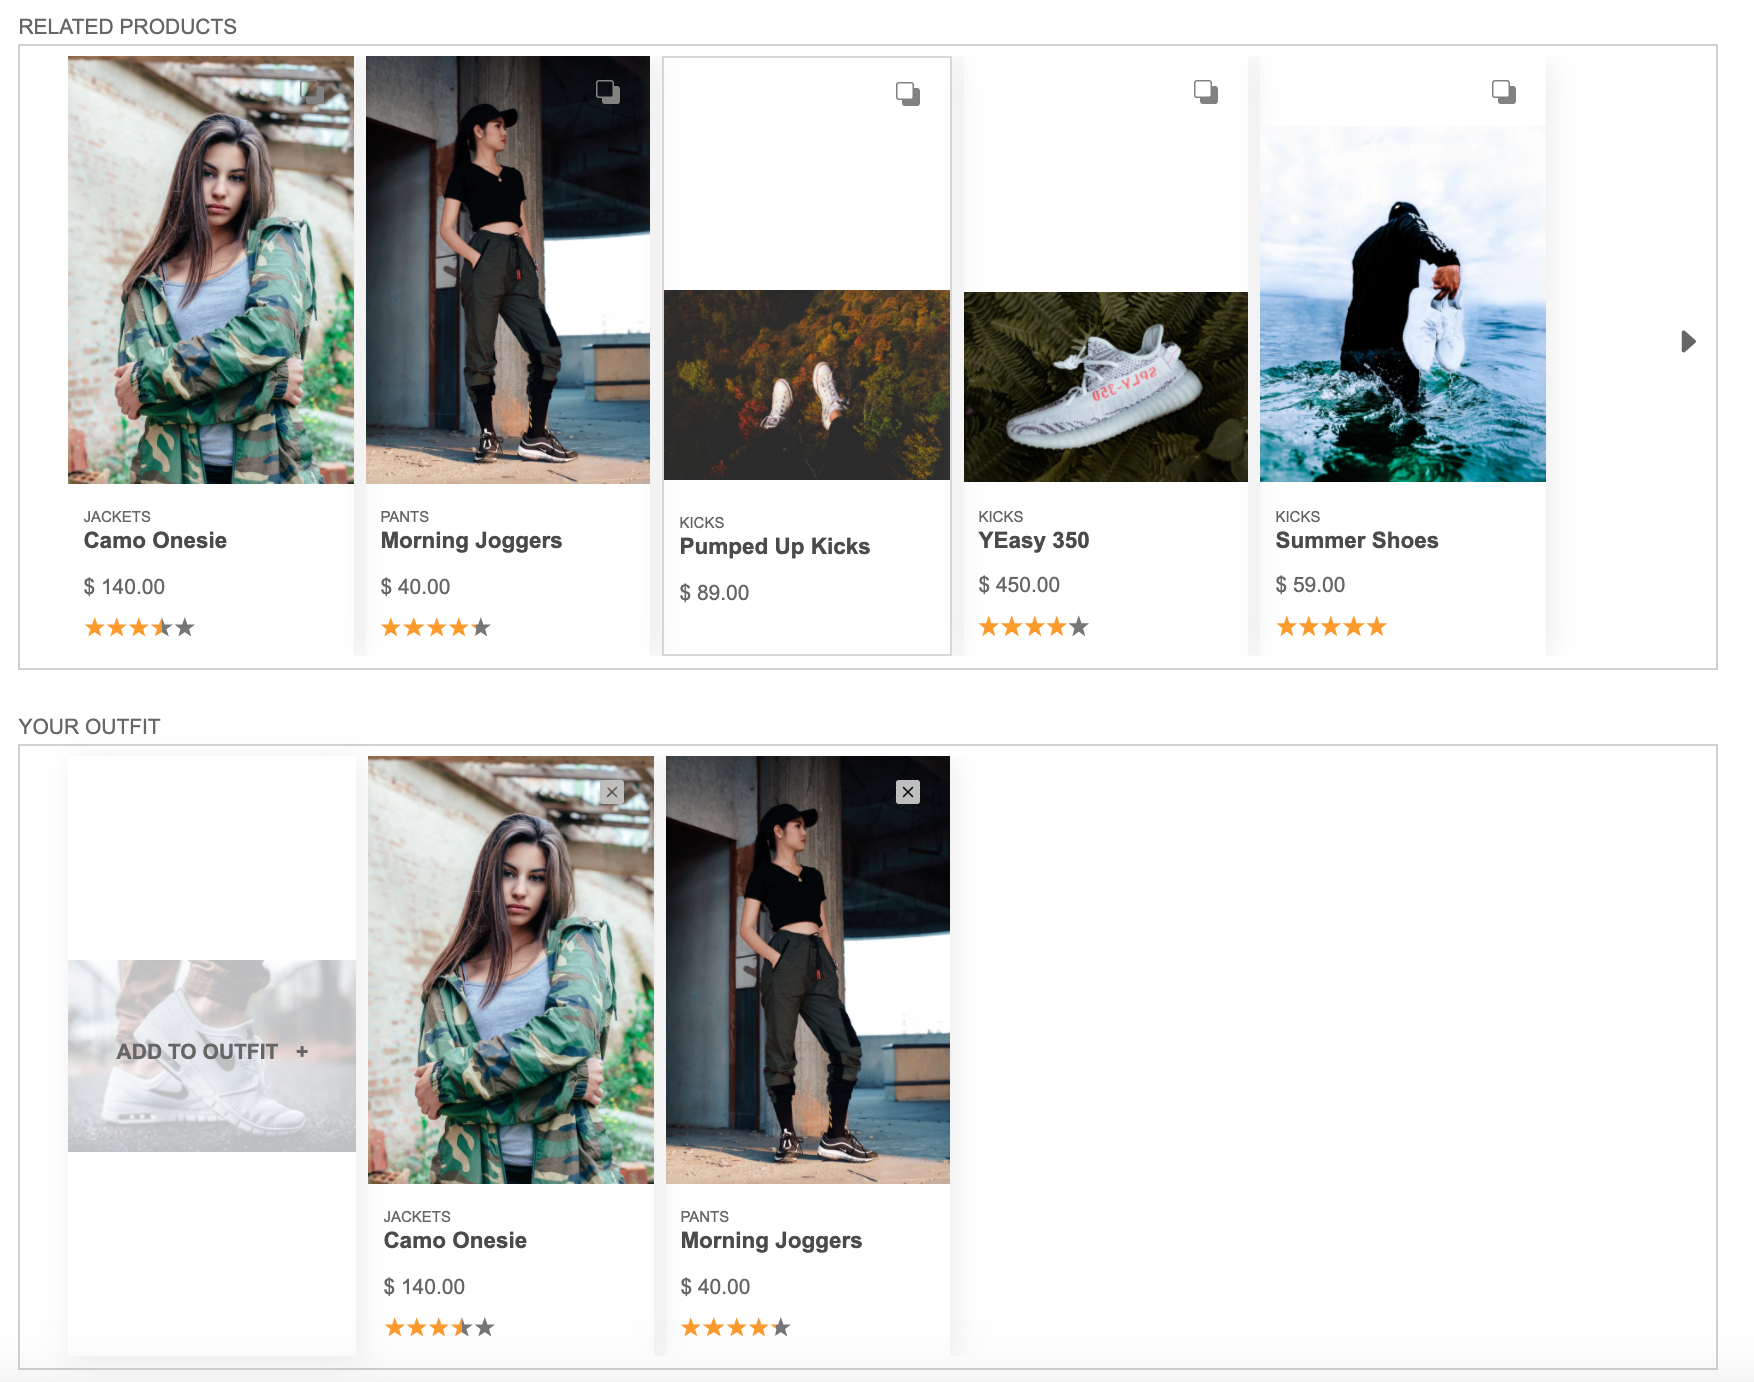 RELATED PRODUCTS
JACKETS
Camo Onesie
$ 140.00
PANTS
Morning Joggers
$ 40.00
KICKS
Pumped Up Kicks
$ 89.00
SPLY-350
KICKS
YEasy 350
$ 450.00
KICKS
Summer Shoes
$ 59.00
YOUR OUTFIT
ADD TO OUTFIT +
JACKETS
Camo Onesie
$ 140.00
PANTS
Morning Joggers
$ 40.00